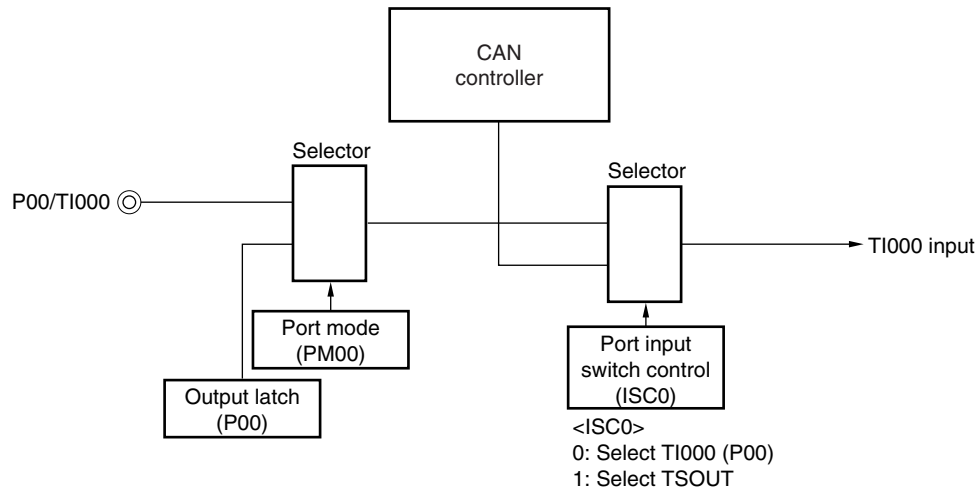 CAN
controller
Selector
Selector
P00/TI000
TI000 input
Port mode
(PM00)
Port input
switch control
(ISC0)
Output latch
(P00)
<ISC0>
0: Select TI000 (P00)
1: Select TSOUT